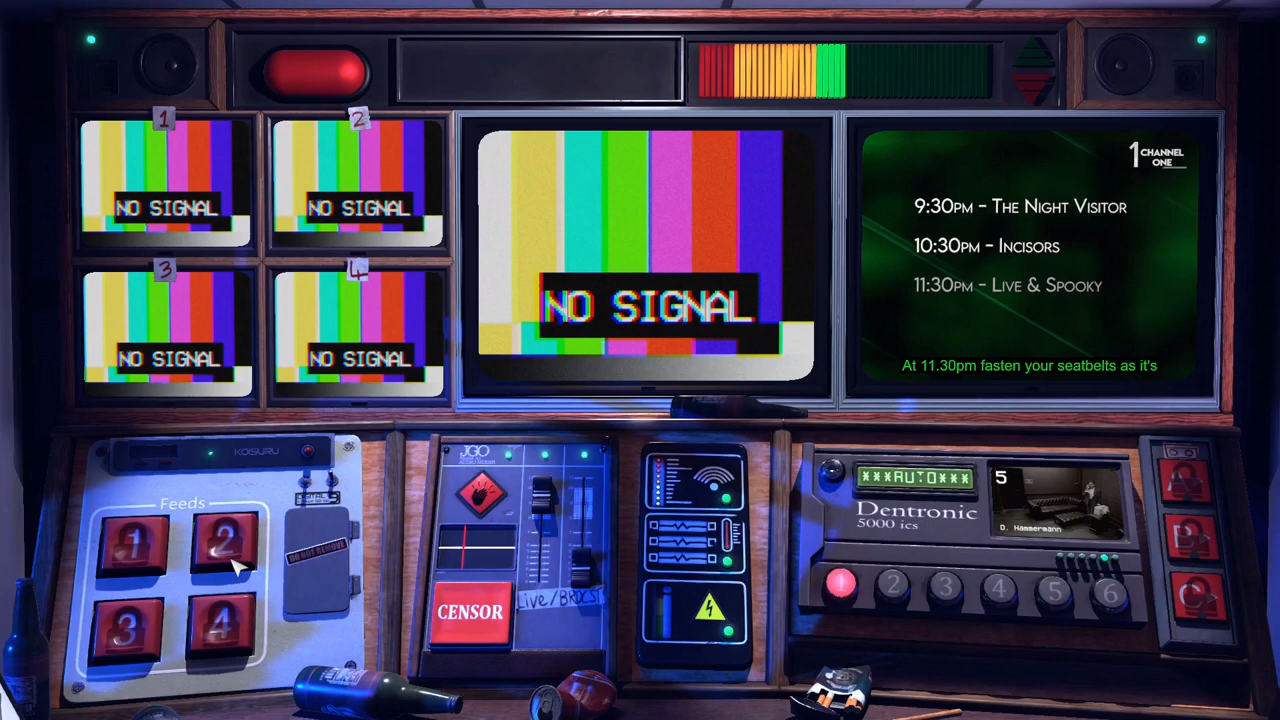 1
2
NO SIGNAL
NO SIGNAL
3
4
NO SIGNAL
NO SIGNAL
NO SIGNAL
1 CHANNEL ONE
9:30PM - THE NIGHT VISITOR
10:30PM - INCISORS
11:30PM - LIVE & SPOOKY
At 11.30pm fasten your seatbelts as it's
KOISURU
Feeds
1
2
3
4
DO NOT REMOVE
JGO
CENSOR
Live/BRDCST
***AUTO***
Dentronic
5000 ics
5
D. Hammermann
1
2
3
4
5
6
A
B
C